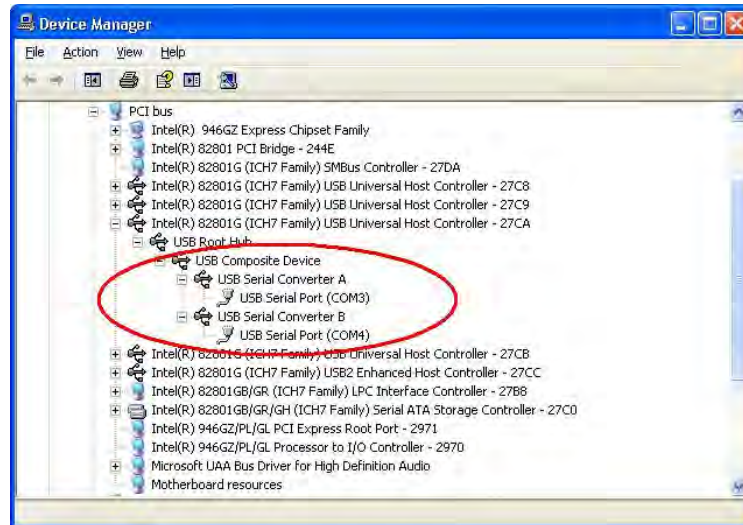 Device Manager
File Action View Help
PCI bus
Intel(R) 946GZ Express Chipset Family
Intel(R) 82801 PCI Bridge - 244E
Intel(R) 82801G (ICH7 Family) SMBus Controller - 27DA
Intel(R) 82801G (ICH7 Family) USB Universal Host Controller - 27C8
Intel(R) 82801G (ICH7 Family) USB Universal Host Controller - 27C9
Intel(R) 82801G (ICH7 Family) USB Universal Host Controller - 27CA
USB Root Hub
USB Composite Device
USB Serial Converter A
USB Serial Port (COM3)
USB Serial Converter B
USB Serial Port (COM4)
Intel(R) 82801G (ICH7 Family) USB Universal Host Controller - 27CB
Intel(R) 82801G (ICH7 Family) USB2 Enhanced Host Controller - 27CC
Intel(R) 82801GB/GR (ICH7 Family) LPC Interface Controller - 27B8
Intel(R) 82801GB/GR/GH (ICH7 Family) Serial ATA Storage Controller - 27C0
Intel(R) 946GZ/PL/GL PCI Express Root Port - 2971
Intel(R) 946GZ/PL/GL Processor to I/O Controller - 2970
Microsoft UAA Bus Driver for High Definition Audio
Motherboard resources